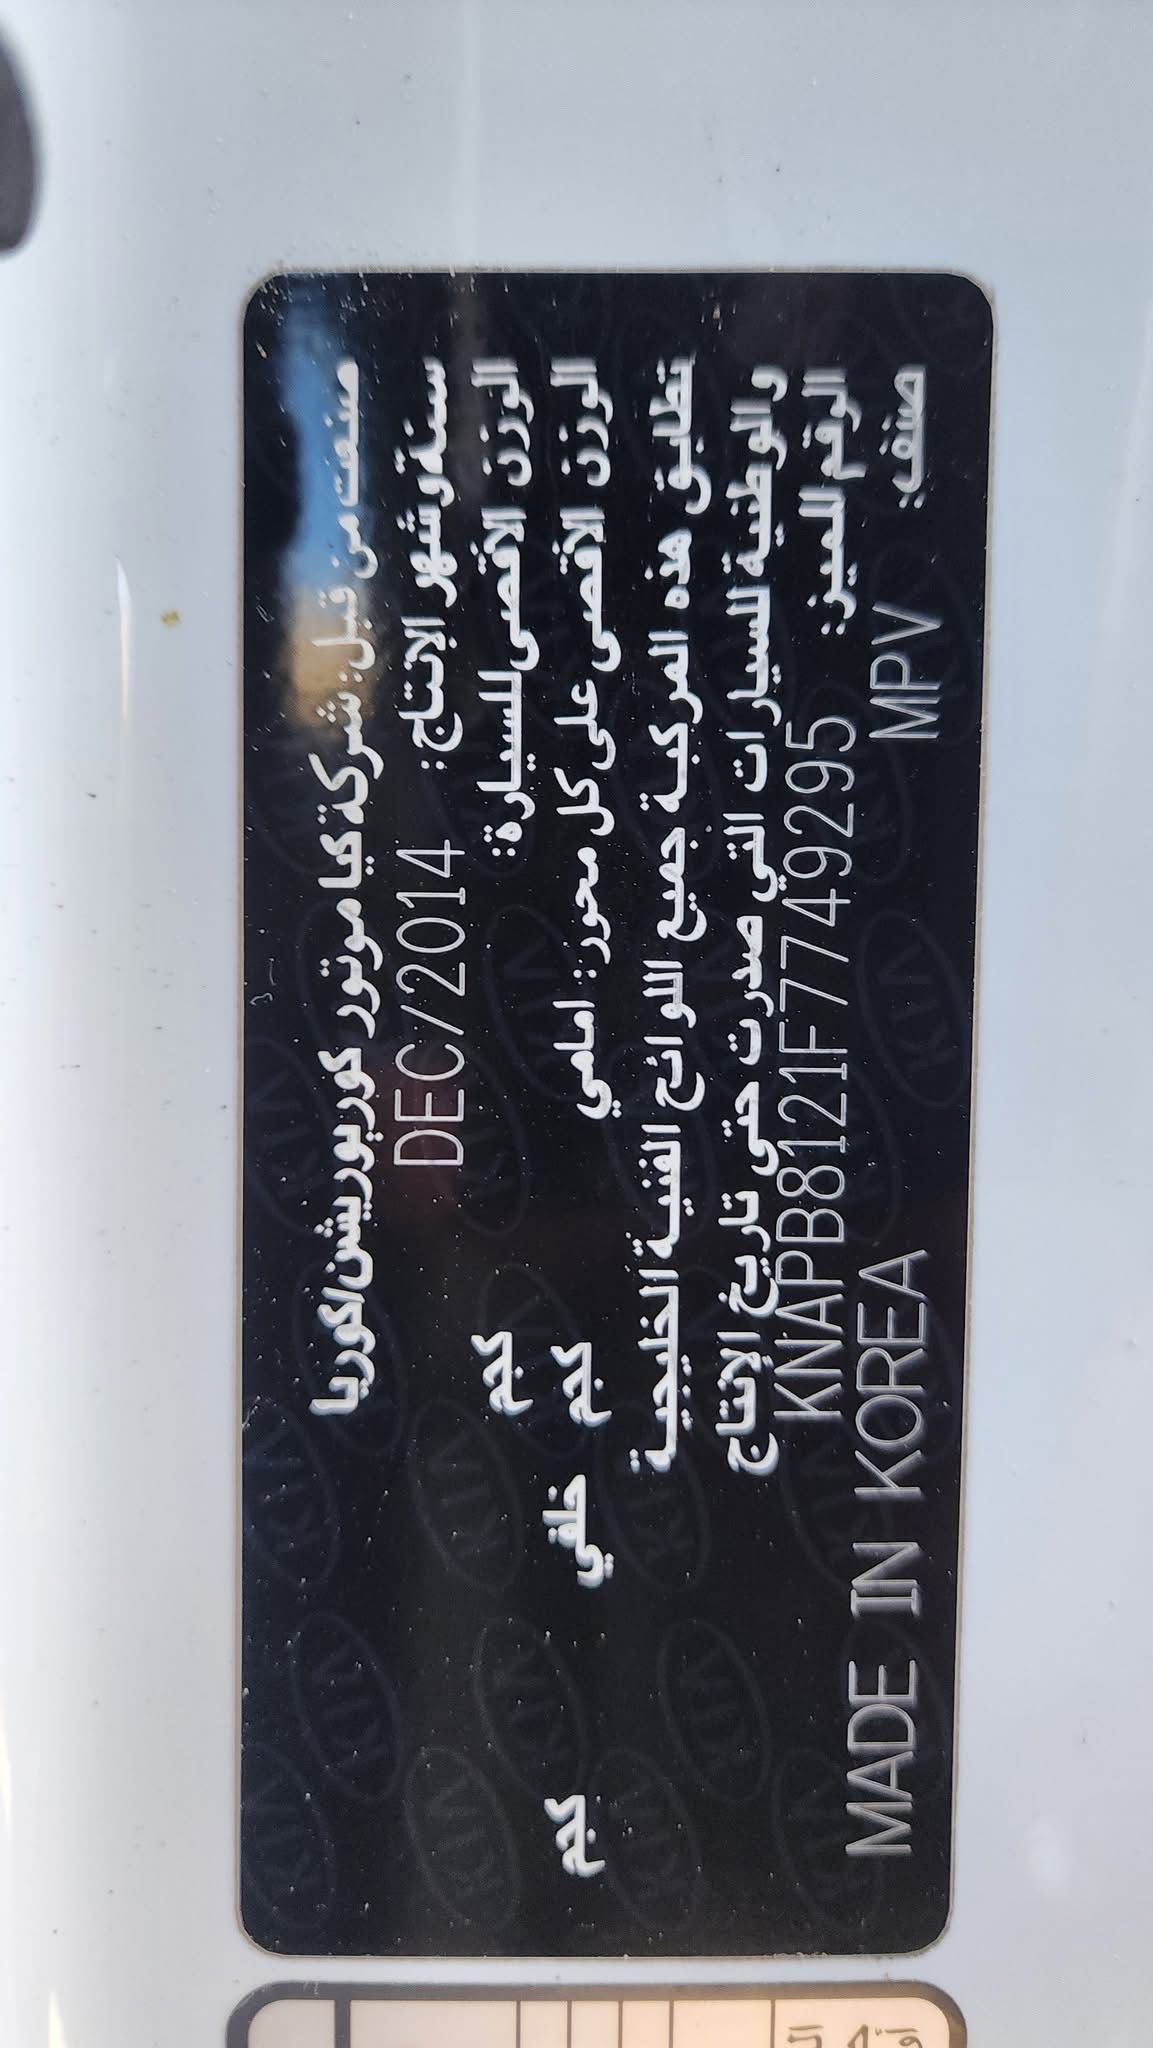 صنعت من قبل: شركة كيا موتور كوربوريشن/كوريا
سنة وشهر الإنتاج: DEC/2014
الوزن الاقصى للسيارة: كجم
الوزن الاقصى على كل محور: امامي كجم خلفي كجم
تطابق هذه المركبة جميع اللوائح الفنية الخليجية
والوطنية للسيارات التي صدرت حتى تاريخ الإنتاج
الرقم المميز: KNAPB8121F7749295
صنف: MPV MADE IN KOREA